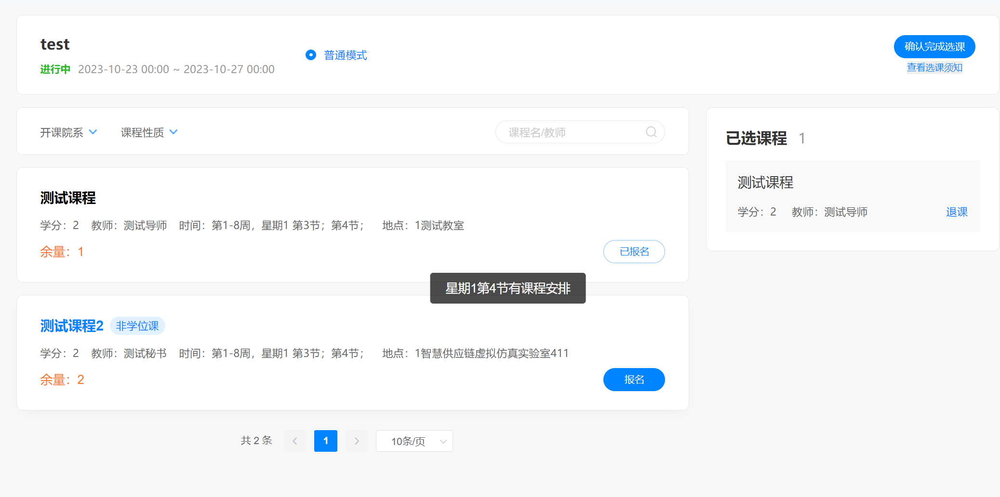 test
进行中 2023-10-23 00:00 ~ 2023-10-27 00:00
普通模式
确认完成选课
查看选课须知
开课院系 课程性质 课程名/教师
测试课程
学分：2 教师：测试导师 时间：第1-8周，星期1 第3节；第4节； 地点：1测试教室
余量：1
已报名
星期1第4节有课程安排
测试课程2 非学位课
学分：2 教师：测试秘书 时间：第1-8周，星期1 第3节；第4节； 地点：1智慧供应链虚拟仿真实验室411
余量：2
报名
共 2 条 1 10条/页
已选课程 1
测试课程
学分：2 教师：测试导师 退课